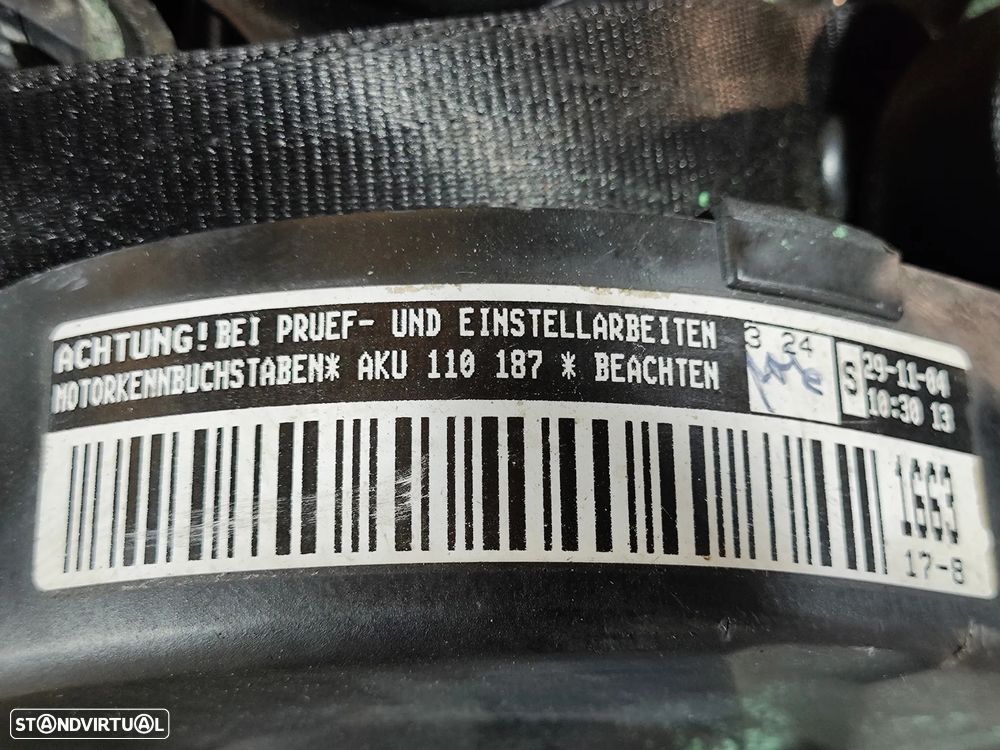 ACHTUNG! BEI PRUEF- UND EINSTELLARBEITEN
MOTORKENNBUCHSTABEN* AKU 110 187 * BEACHTEN
3 24
S
29-11-04
10:30 13
1GG3
17-8
STANDVIRTUAL